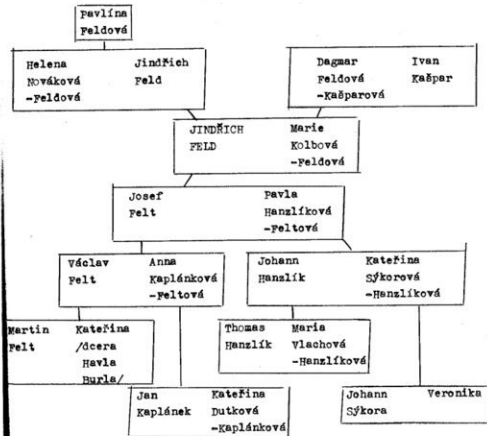 Pavlína
Feldová
Helena Jindřich
Nováková Feld
-Feldová
Dagmar Ivan
Feldová Kašpar
-Kašparová
JINDŘICH Marie
FELD Kolbová
-Feldová
Josef Pavla
Felt Hanzlíková
-Feltová
Václav Anna
Felt Kaplánková
-Feltová
Johann Kateřina
Hanzlík Sýkorová
-Hanzlíková
Martin Kateřina
Felt /dcera
Havla
Burla/
Thomas Maria
Hanzlík Vlachová
-Hanzlíková
Jan Kateřina
Kaplánek Dutková
-Kaplánková
Johann Veronika
Sýkora